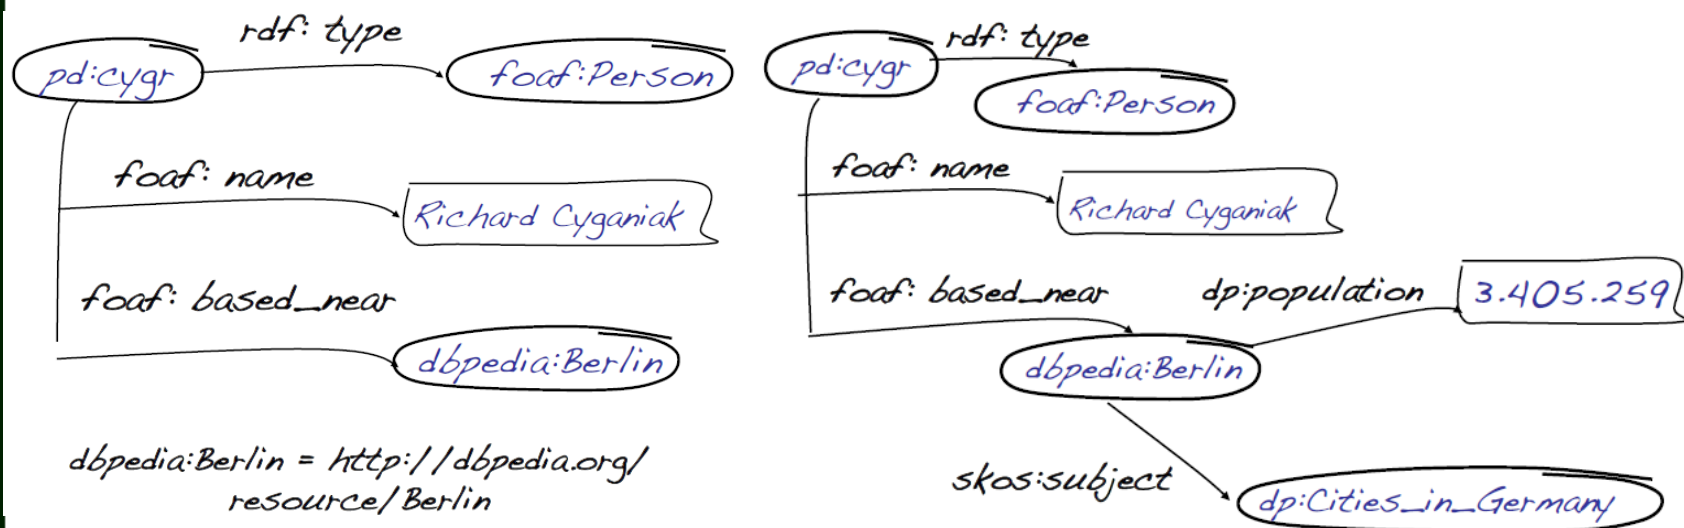 rdf: type
pd:cygr
foaf:Person
foaf: name
Richard Cyganiak
foaf: based_near
dbpedia:Berlin
dbpedia:Berlin = http://dbpedia.org/
resource/Berlin
rdf: type
pd:cygr
foaf:Person
foaf: name
Richard Cyganiak
foaf: based_near
dp:population
3.405.259
dbpedia:Berlin
skos:subject
dp:Cities_in_Germany